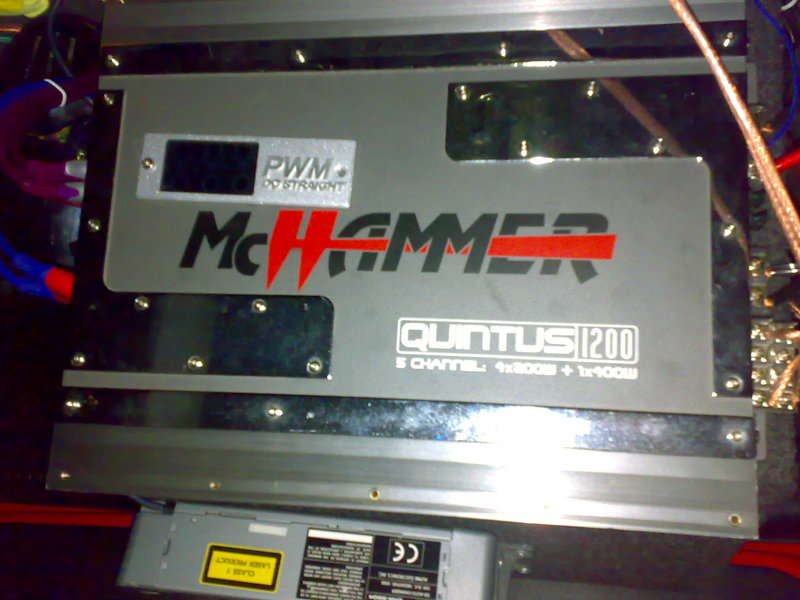 PWM
DC STRAIGHT
McHAMMER
QUINTUS 1200
5 CHANNEL: 4x200W + 1x400W
CE
CLASS 1
LASER PRODUCT